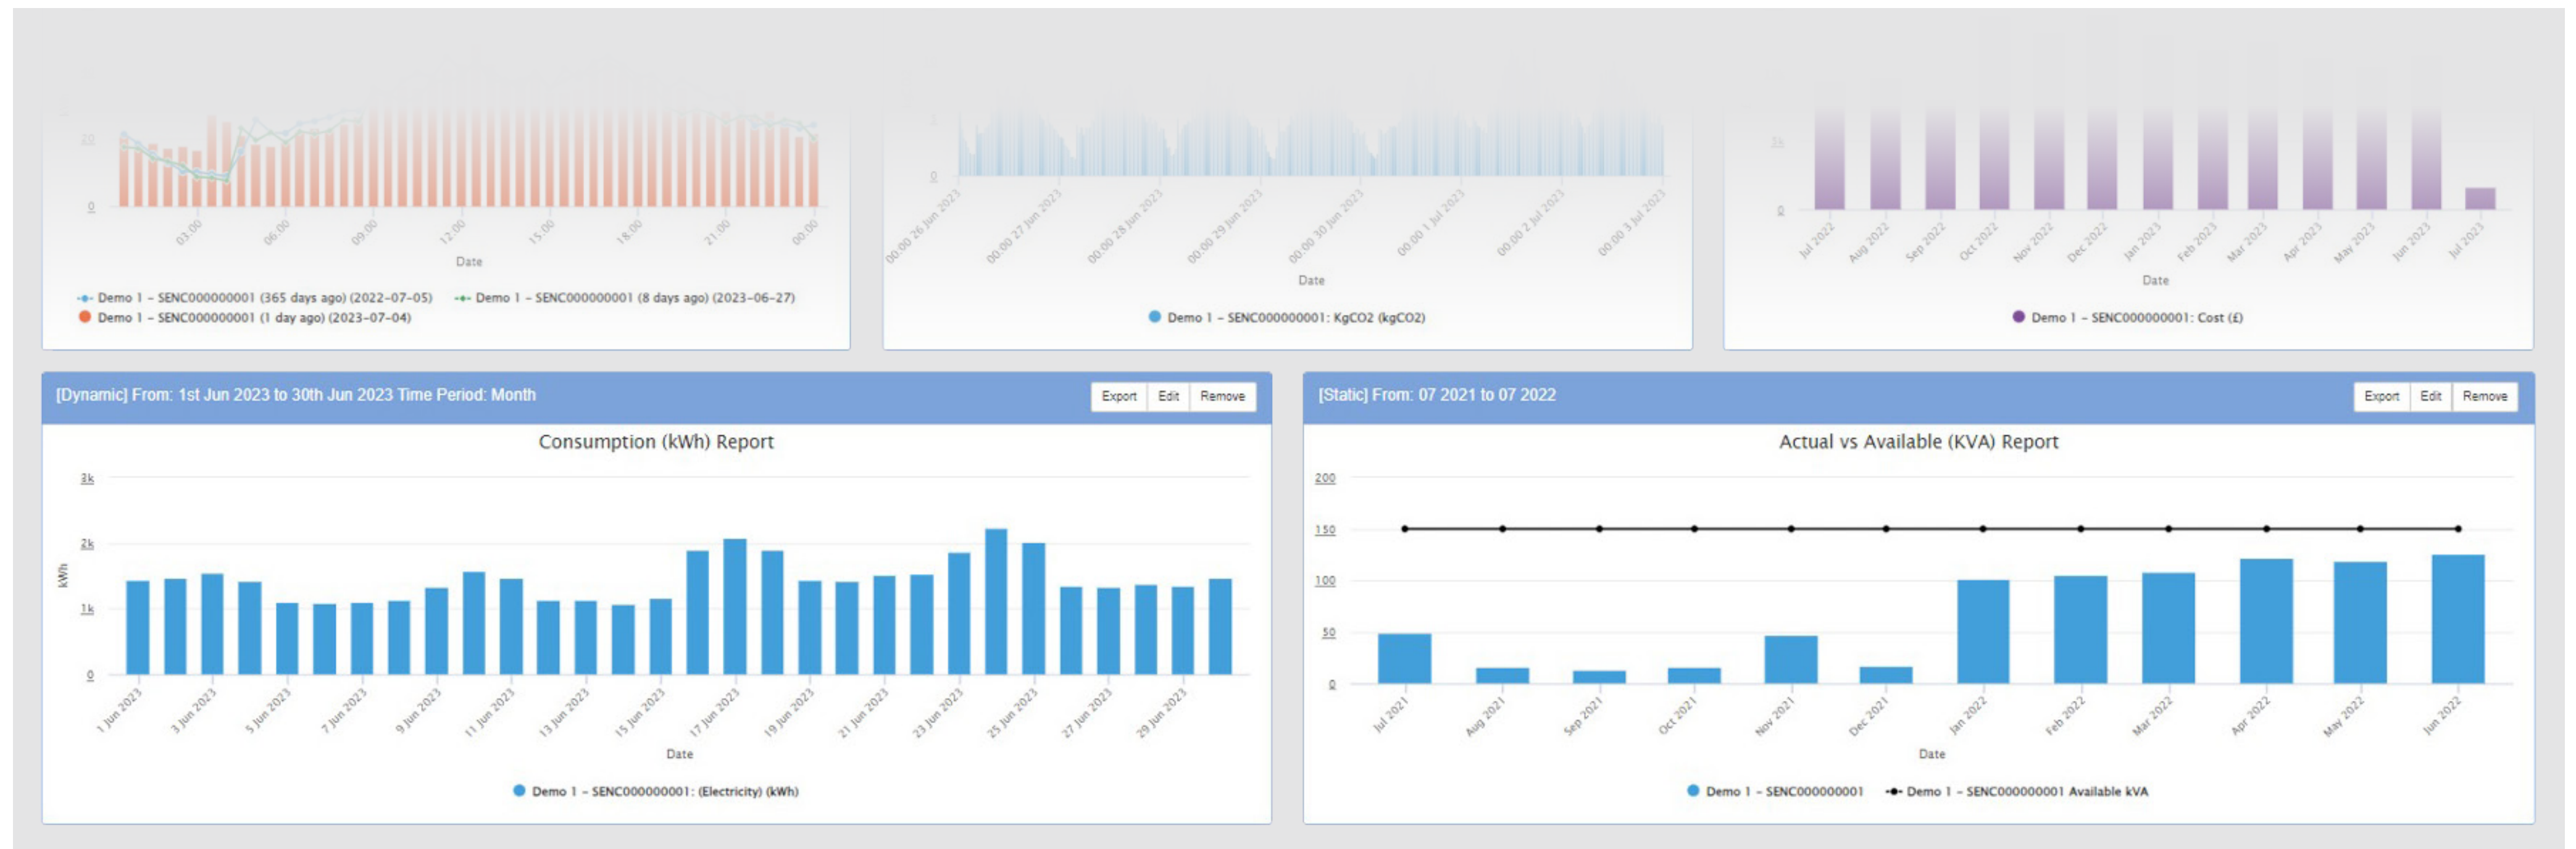 20
0
03:00 06:00 09:00 12:00 15:00 18:00 21:00 00:00
Date
Demo 1 – SENC000000001 (365 days ago) (2022-07-05) Demo 1 – SENC000000001 (8 days ago) (2023-06-27)
Demo 1 – SENC000000001 (1 day ago) (2023-07-04)
0
00:00 26 Jun 2023 00:00 27 Jun 2023 00:00 28 Jun 2023 00:00 29 Jun 2023 00:00 30 Jun 2023 00:00 1 Jul 2023 00:00 2 Jul 2023 00:00 3 Jul 2023
Date
Demo 1 – SENC000000001: KgCO2 (kgCO2)
0
Jul 2022 Aug 2022 Sep 2022 Oct 2022 Nov 2022 Dec 2022 Jan 2023 Feb 2023 Mar 2023 Apr 2023 May 2023 Jun 2023 Jul 2023
Date
Demo 1 – SENC000000001: Cost (£)
[Dynamic] From: 1st Jun 2023 to 30th Jun 2023 Time Period: Month
Export Edit Remove
Consumption (kWh) Report
3k
2k
1k
0
kWh
1 Jun 2023 3 Jun 2023 5 Jun 2023 7 Jun 2023 9 Jun 2023 11 Jun 2023 13 Jun 2023 15 Jun 2023 17 Jun 2023 19 Jun 2023 21 Jun 2023 23 Jun 2023 25 Jun 2023 27 Jun 2023 29 Jun 2023
Date
Demo 1 – SENC000000001: (Electricity) (kWh)
[Static] From: 07 2021 to 07 2022
Export Edit Remove
Actual vs Available (KVA) Report
200
150
100
50
0
Jul 2021 Aug 2021 Sep 2021 Oct 2021 Nov 2021 Dec 2021 Jan 2022 Feb 2022 Mar 2022 Apr 2022 May 2022 Jun 2022
Date
Demo 1 – SENC000000001 Demo 1 – SENC000000001 Available kVA